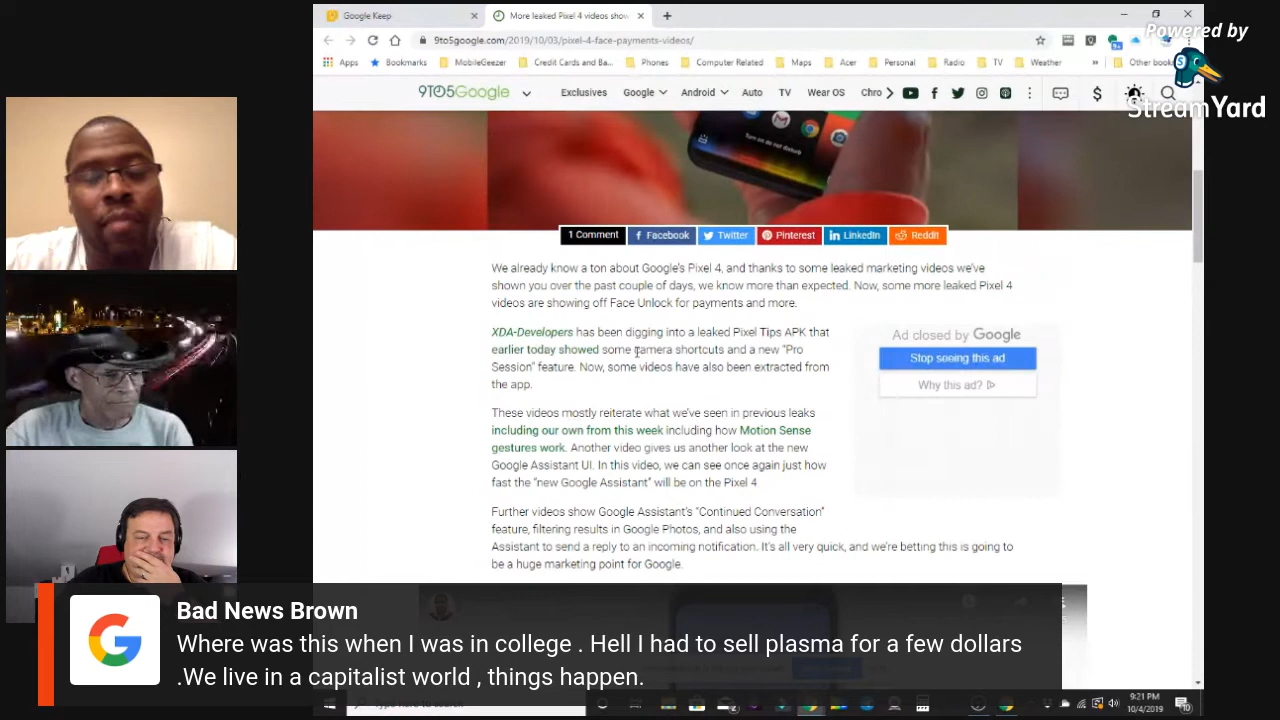 Google Keep
More leaked Pixel 4 videos show
9to5google.com/2019/10/03/pixel-4-face-payments-videos/
Powered by
StreamYard
Apps Bookmarks MobileGeezer Credit Cards and Ba... Phones Computer Related Auto Maps Acer Personal Radio TV Weather » Other book
9TO5Google Exclusives Google Android Auto TV Wear OS Chro
Turn on do not disturb
1 Comment Facebook Twitter Pinterest LinkedIn Reddit
We already know a ton about Google's Pixel 4, and thanks to some leaked marketing videos we've
shown you over the past couple of days, we know more than expected. Now, some more leaked Pixel 4
videos are showing off Face Unlock for payments and more.
XDA-Developers has been digging into a leaked Pixel Tips APK that
earlier today showed some camera shortcuts and a new "Pro
Session" feature. Now, some videos have also been extracted from
the app.
Ad closed by Google
Stop seeing this ad
Why this ad?
These videos mostly reiterate what we've seen in previous leaks
including our own from this week including how Motion Sense
gestures work. Another video gives us another look at the new
Google Assistant UI. In this video, we can see once again just how
fast the "new Google Assistant" will be on the Pixel 4
Further videos show Google Assistant's "Continued Conversation"
feature, filtering results in Google Photos, and also using the
Assistant to send a reply to an incoming notification. It's all very quick, and we're betting this is going to
be a huge marketing point for Google.
Bad News Brown
Where was this when I was in college . Hell I had to sell plasma for a few dollars
.We live in a capitalist world , things happen.
Type here to search
9:21 PM
10/4/2019
10